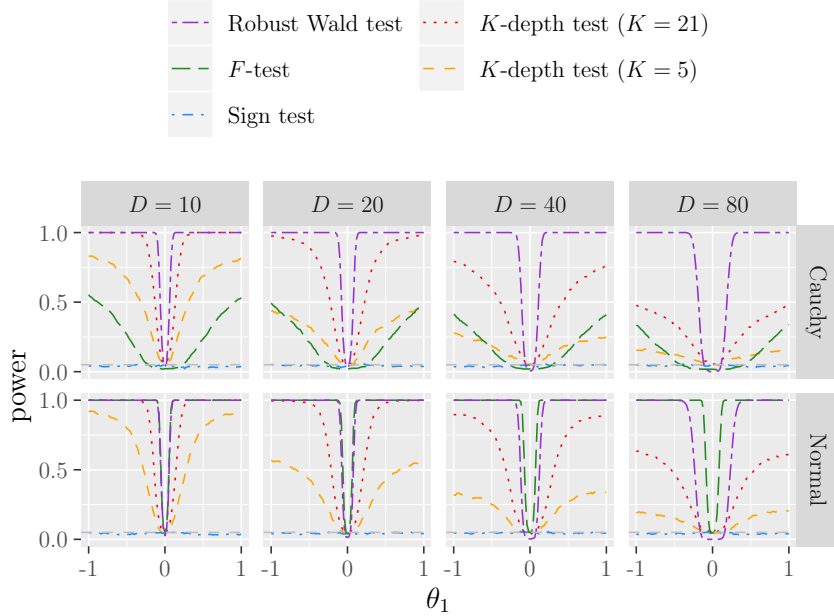 Robust Wald test K-depth test (K = 21)
F-test K-depth test (K = 5)
Sign test
D = 10 D = 20 D = 40 D = 80
1.0
0.5
0.0
Cauchy
power
1.0
0.5
0.0
Normal
-1 0 1 -1 0 1 -1 0 1 -1 0 1
θ1